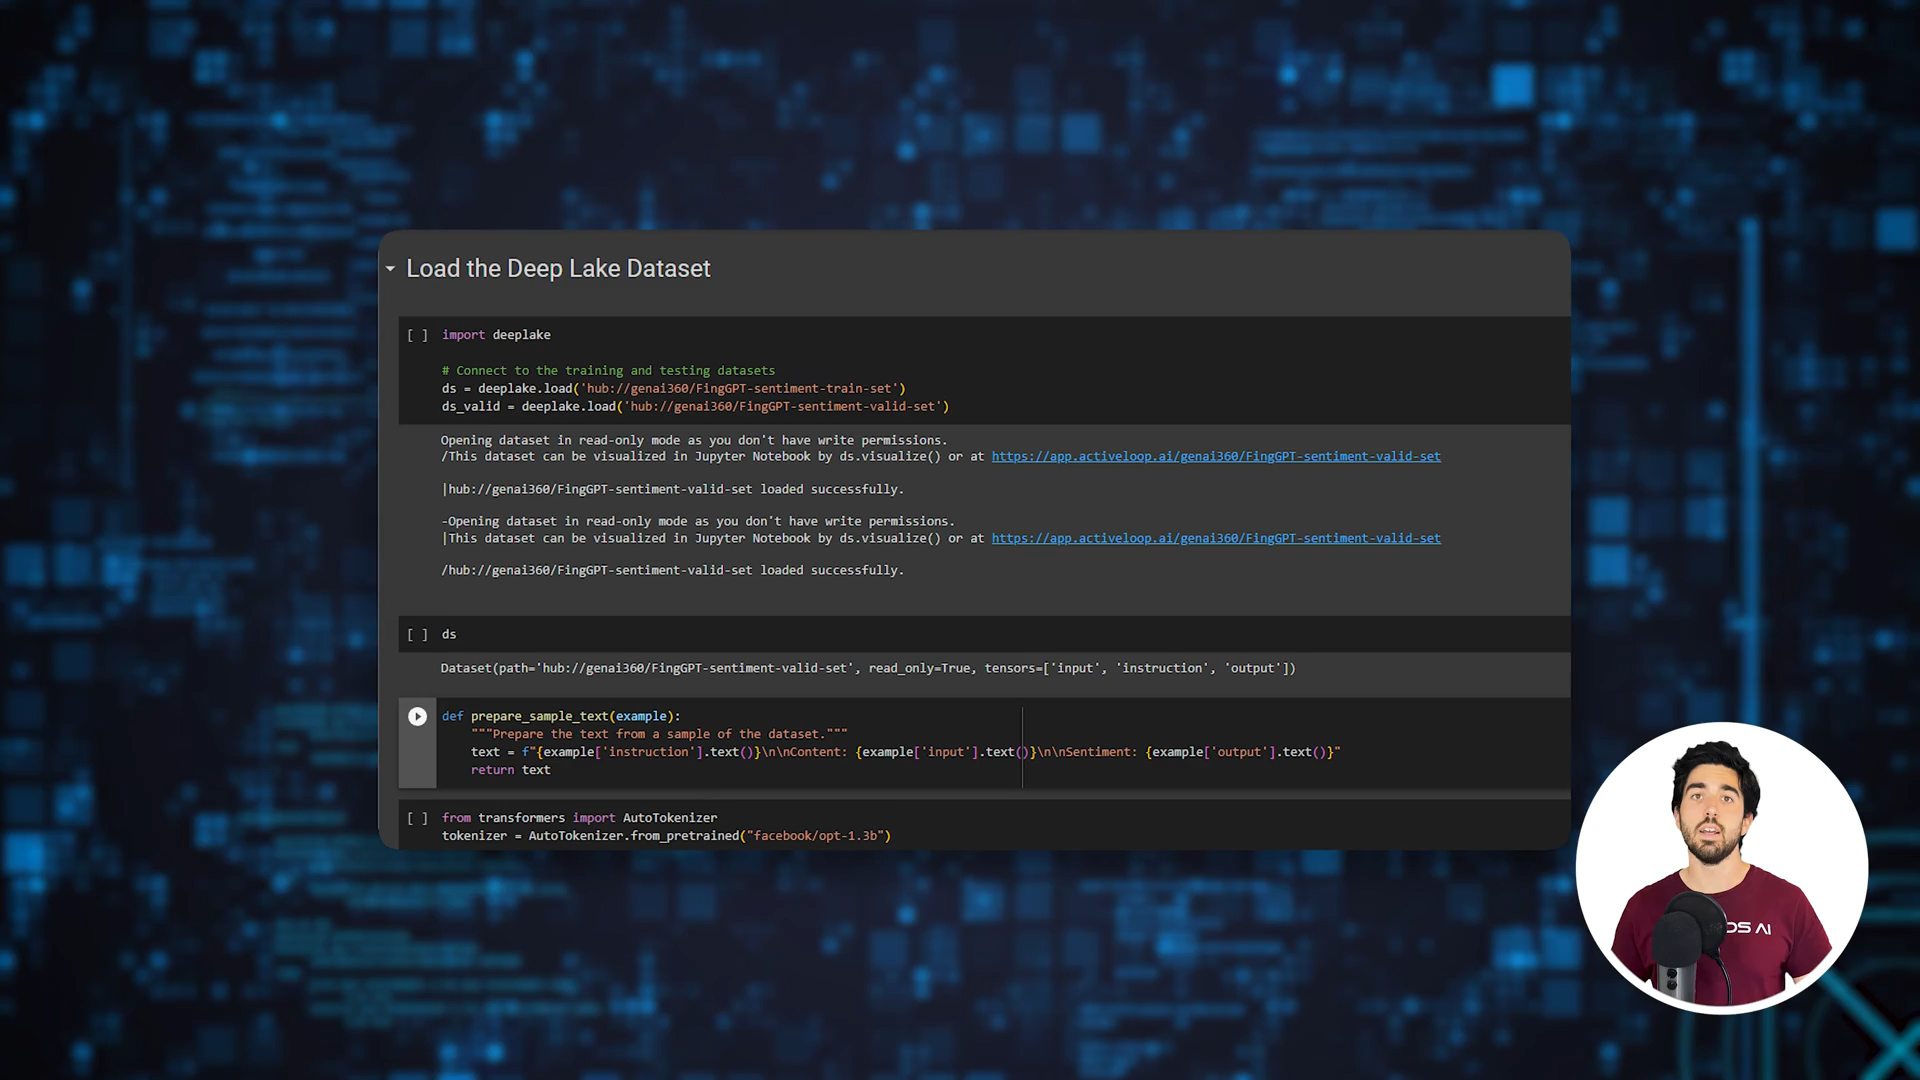 Load the Deep Lake Dataset
[ ] import deeplake
# Connect to the training and testing datasets
ds = deeplake.load('hub://genai360/FingGPT-sentiment-train-set')
ds_valid = deeplake.load('hub://genai360/FingGPT-sentiment-valid-set')
Opening dataset in read-only mode as you don't have write permissions.
/This dataset can be visualized in Jupyter Notebook by ds.visualize() or at https://app.activeloop.ai/genai360/FingGPT-sentiment-valid-set
|hub://genai360/FingGPT-sentiment-valid-set loaded successfully.
-Opening dataset in read-only mode as you don't have write permissions.
|This dataset can be visualized in Jupyter Notebook by ds.visualize() or at https://app.activeloop.ai/genai360/FingGPT-sentiment-valid-set
/hub://genai360/FingGPT-sentiment-valid-set loaded successfully.
[ ] ds
Dataset(path='hub://genai360/FingGPT-sentiment-valid-set', read_only=True, tensors=['input', 'instruction', 'output'])
def prepare_sample_text(example):
"""Prepare the text from a sample of the dataset."""
text = f"{example['instruction'].text()}\n\nContent: {example['input'].text()}\n\nSentiment: {example['output'].text()}"
return text
[ ] from transformers import AutoTokenizer
tokenizer = AutoTokenizer.from_pretrained("facebook/opt-1.3b")
AI